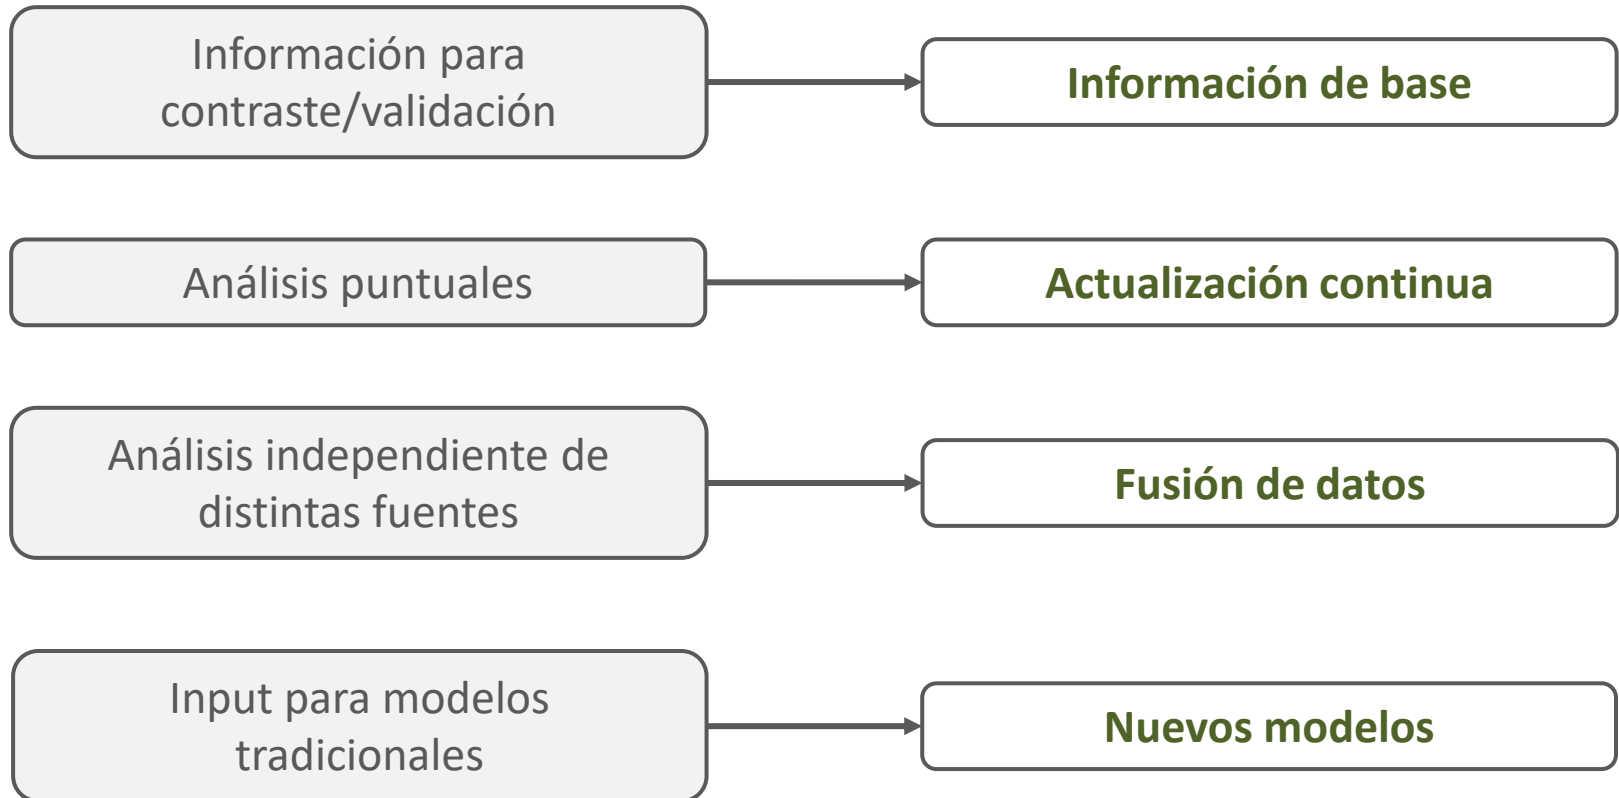 Información para
contraste/validación
Información de base
Análisis puntuales
Actualización continua
Análisis independiente de
distintas fuentes
Fusión de datos
Input para modelos
tradicionales
Nuevos modelos